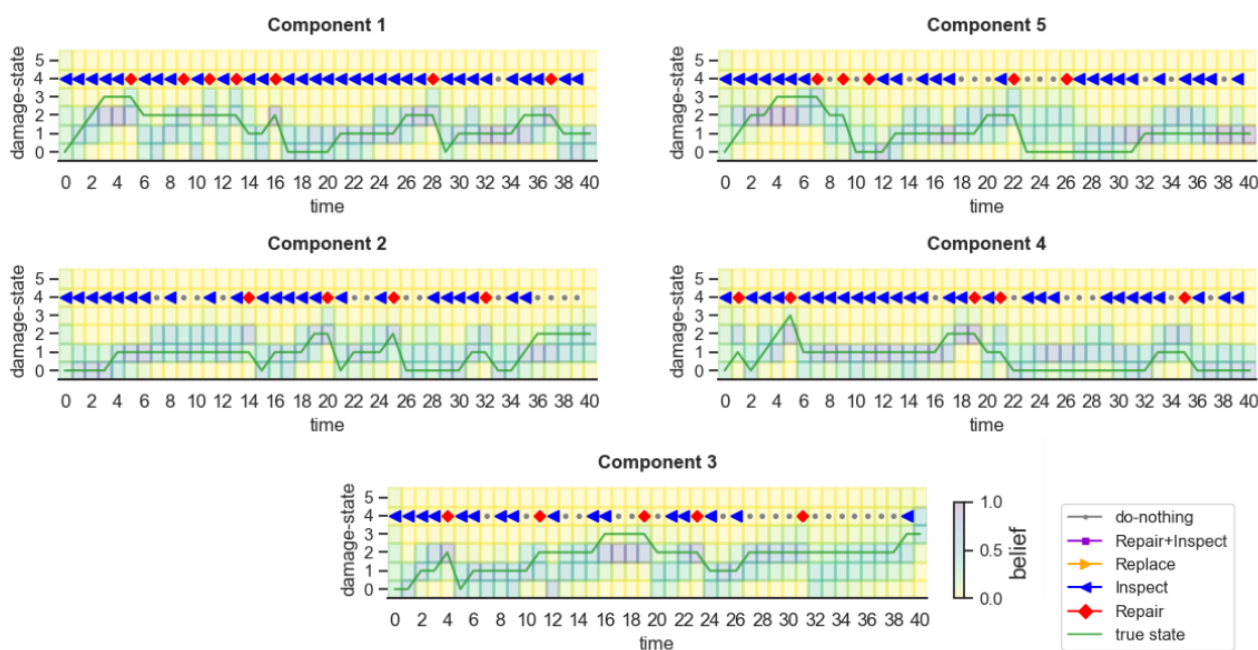 Component 1
damage-state
5
4
3
2
1
0
0 2 4 6 8 10 12 14 16 18 20 22 24 26 28 30 32 34 36 38 40
time
Component 5
damage-state
5
4
3
2
1
0
0 2 4 6 8 10 12 14 16 18 20 22 24 26 28 30 32 34 36 38 40
time
Component 2
damage-state
5
4
3
2
1
0
0 2 4 6 8 10 12 14 16 18 20 22 24 26 28 30 32 34 36 38 40
time
Component 4
damage-state
5
4
3
2
1
0
0 2 4 6 8 10 12 14 16 18 20 22 24 26 28 30 32 34 36 38 40
time
Component 3
damage-state
5
4
3
2
1
0
0 2 4 6 8 10 12 14 16 18 20 22 24 26 28 30 32 34 36 38 40
time
1.0
0.5
0.0
belief
do-nothing
Repair+Inspect
Replace
Inspect
Repair
true state